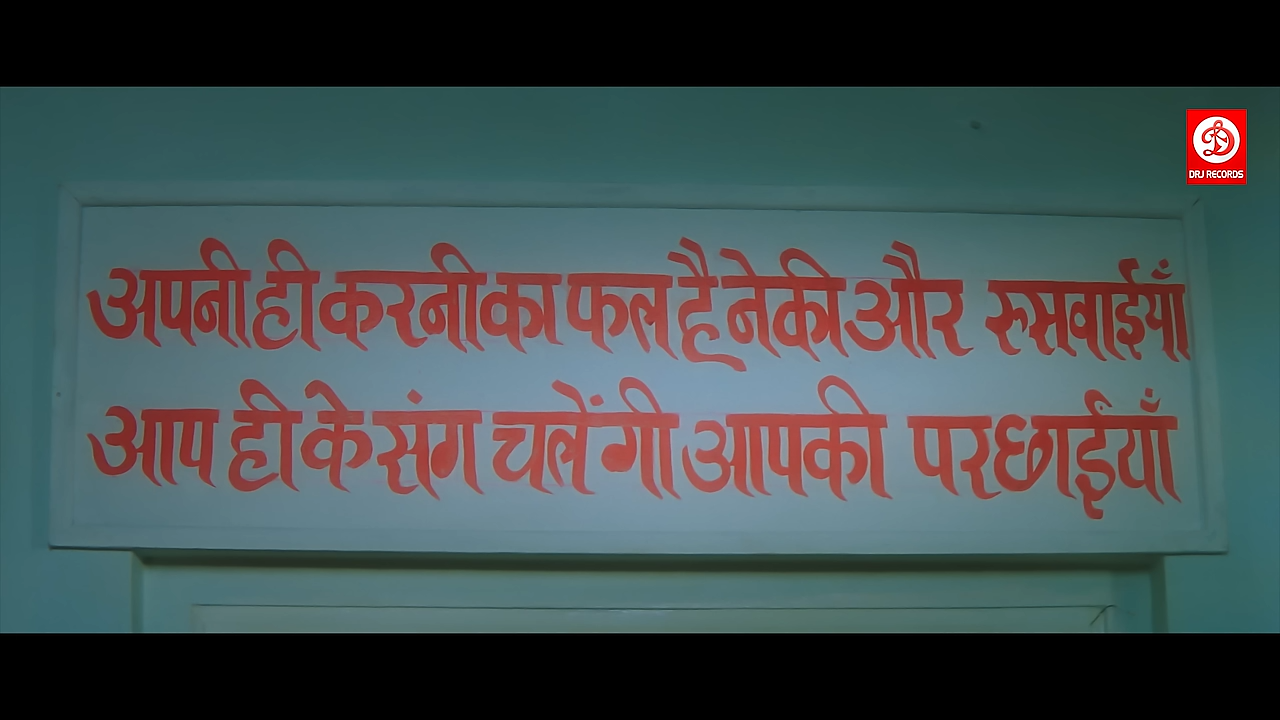 DRJ RECORDS
अपनी ही करनी का फल है नेकी और रुसवाईयाँ
आप ही के संग चलेंगी आपकी परछाईयाँ